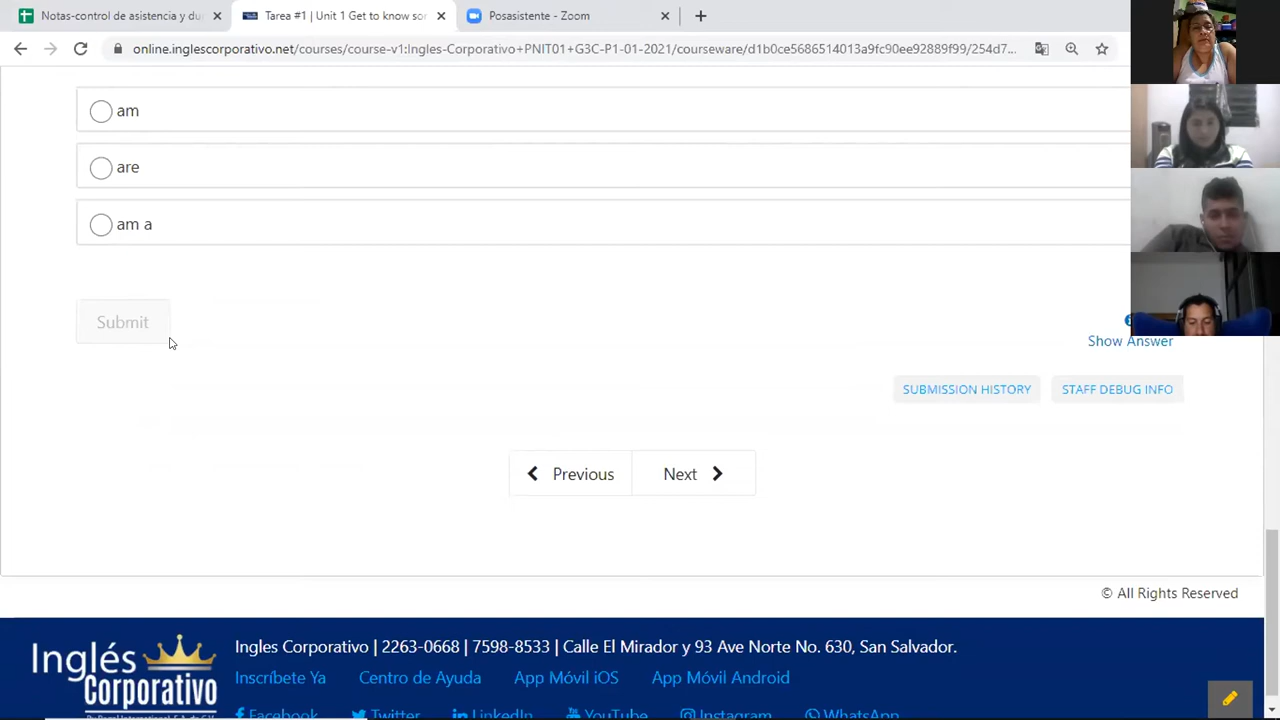 Notas-control de asistencia y du
Tarea #1 | Unit 1 Get to know so
Posasistente - Zoom
online.inglescorporativo.net/courses/course-v1:Ingles-Corporativo+PNIT01+G3C-P1-01-2021/courseware/d1b0ce5686514013a9fc90ee92889f99/254d7...
am
are
am a
Submit
Show Answer
SUBMISSION HISTORY
STAFF DEBUG INFO
Previous
Next
© All Rights Reserved
Inglés
Corporativo
Ingles Corporativo | 2263-0668 | 7598-8533 | Calle El Mirador y 93 Ave Norte No. 630, San Salvador.
Inscríbete Ya
Centro de Ayuda
App Móvil iOS
App Móvil Android
Facebook
Twitter
LinkedIn
YouTube
Instagram
WhatsApp